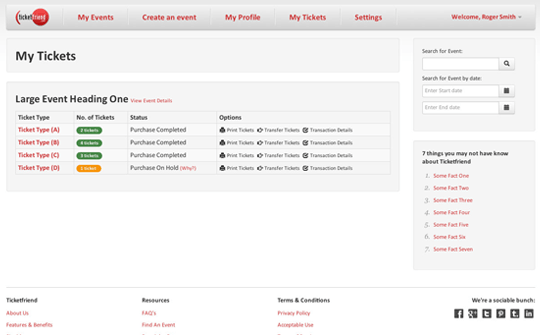 ticketfriend My Events Create an event My Profile My Tickets Settings Welcome, Roger Smith
My Tickets
Large Event Heading One View Event Details
Ticket Type No. of Tickets Status Options
Ticket Type (A) 2 tickets Purchase Completed Print Tickets Transfer Tickets Transaction Details
Ticket Type (B) Purchase Completed Print Tickets Transfer Tickets Transaction Details
Ticket Type (C) 3 tickets Purchase Completed Print Tickets Transfer Tickets Transaction Details
Ticket Type (D) 1 ticket Purchase On Hold (Why?) Print Tickets Transfer Tickets Transaction Details
Search for Event:
Search for Event by date:
Enter Start date
Enter End date
7 things you may not have know
about Ticketfriend
1. Some Fact One
2. Some Fact Two
3. Some Fact Three
4. Some Fact Four
5. Some Fact Five
6. Some Fact Six
7. Some Fact Seven
Ticketfriend Resources Terms & Conditions We're a sociable bunch:
About Us FAQ's Privacy Policy
Features & Benefits Find An Event Acceptable Use